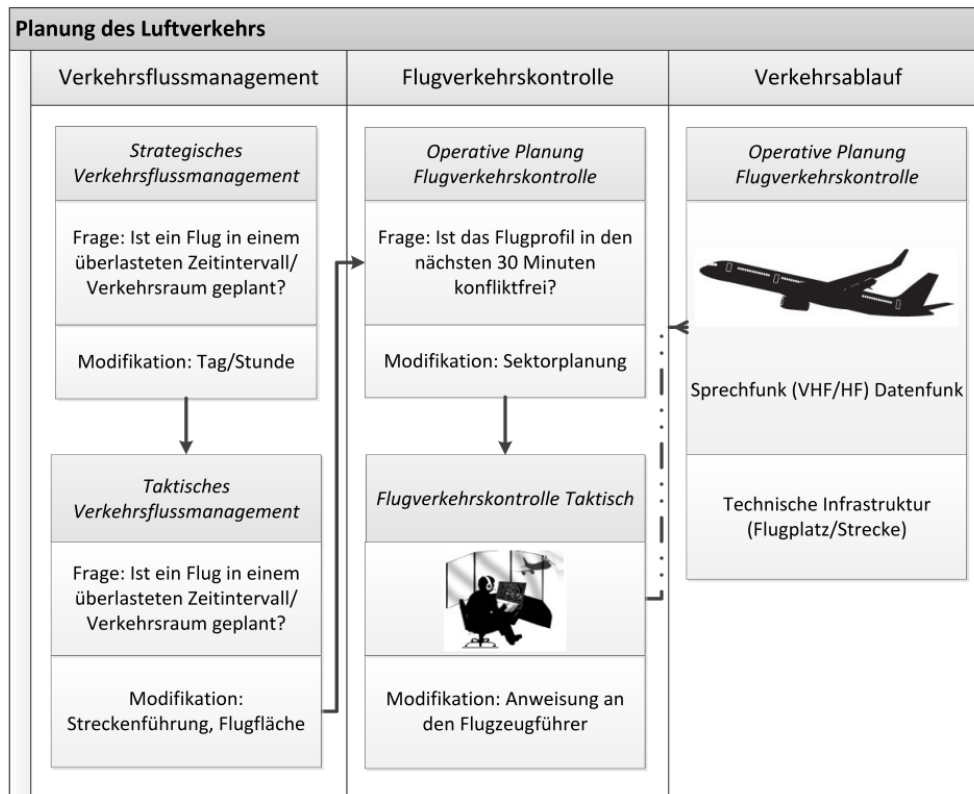 Planung des Luftverkehrs
Verkehrsflussmanagement
Flugverkehrskontrolle
Verkehrsablauf
Strategisches
Verkehrsflussmanagement
Frage: Ist ein Flug in einem
überlasteten Zeitintervall/
Verkehrsraum geplant?
Modifikation: Tag/Stunde
Taktisches
Verkehrsflussmanagement
Frage: Ist ein Flug in einem
überlasteten Zeitintervall/
Verkehrsraum geplant?
Modifikation:
Streckenführung, Flugfläche
Operative Planung
Flugverkehrskontrolle
Frage: Ist das Flugprofil in den
nächsten 30 Minuten
konfliktfrei?
Modifikation: Sektorplanung
Flugverkehrskontrolle Taktisch
Modifikation: Anweisung an
den Flugzeugführer
Operative Planung
Flugverkehrskontrolle
Sprechfunk (VHF/HF) Datenfunk
Technische Infrastruktur
(Flugplatz/Strecke)